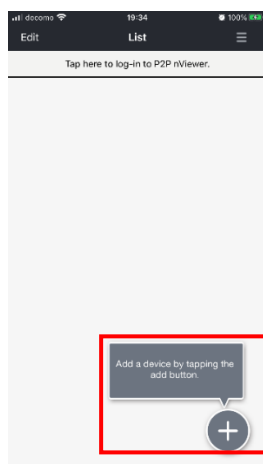 docomo 19:34 100%
Edit List
Tap here to log-in to P2P nViewer.
Add a device by tapping the
add button.